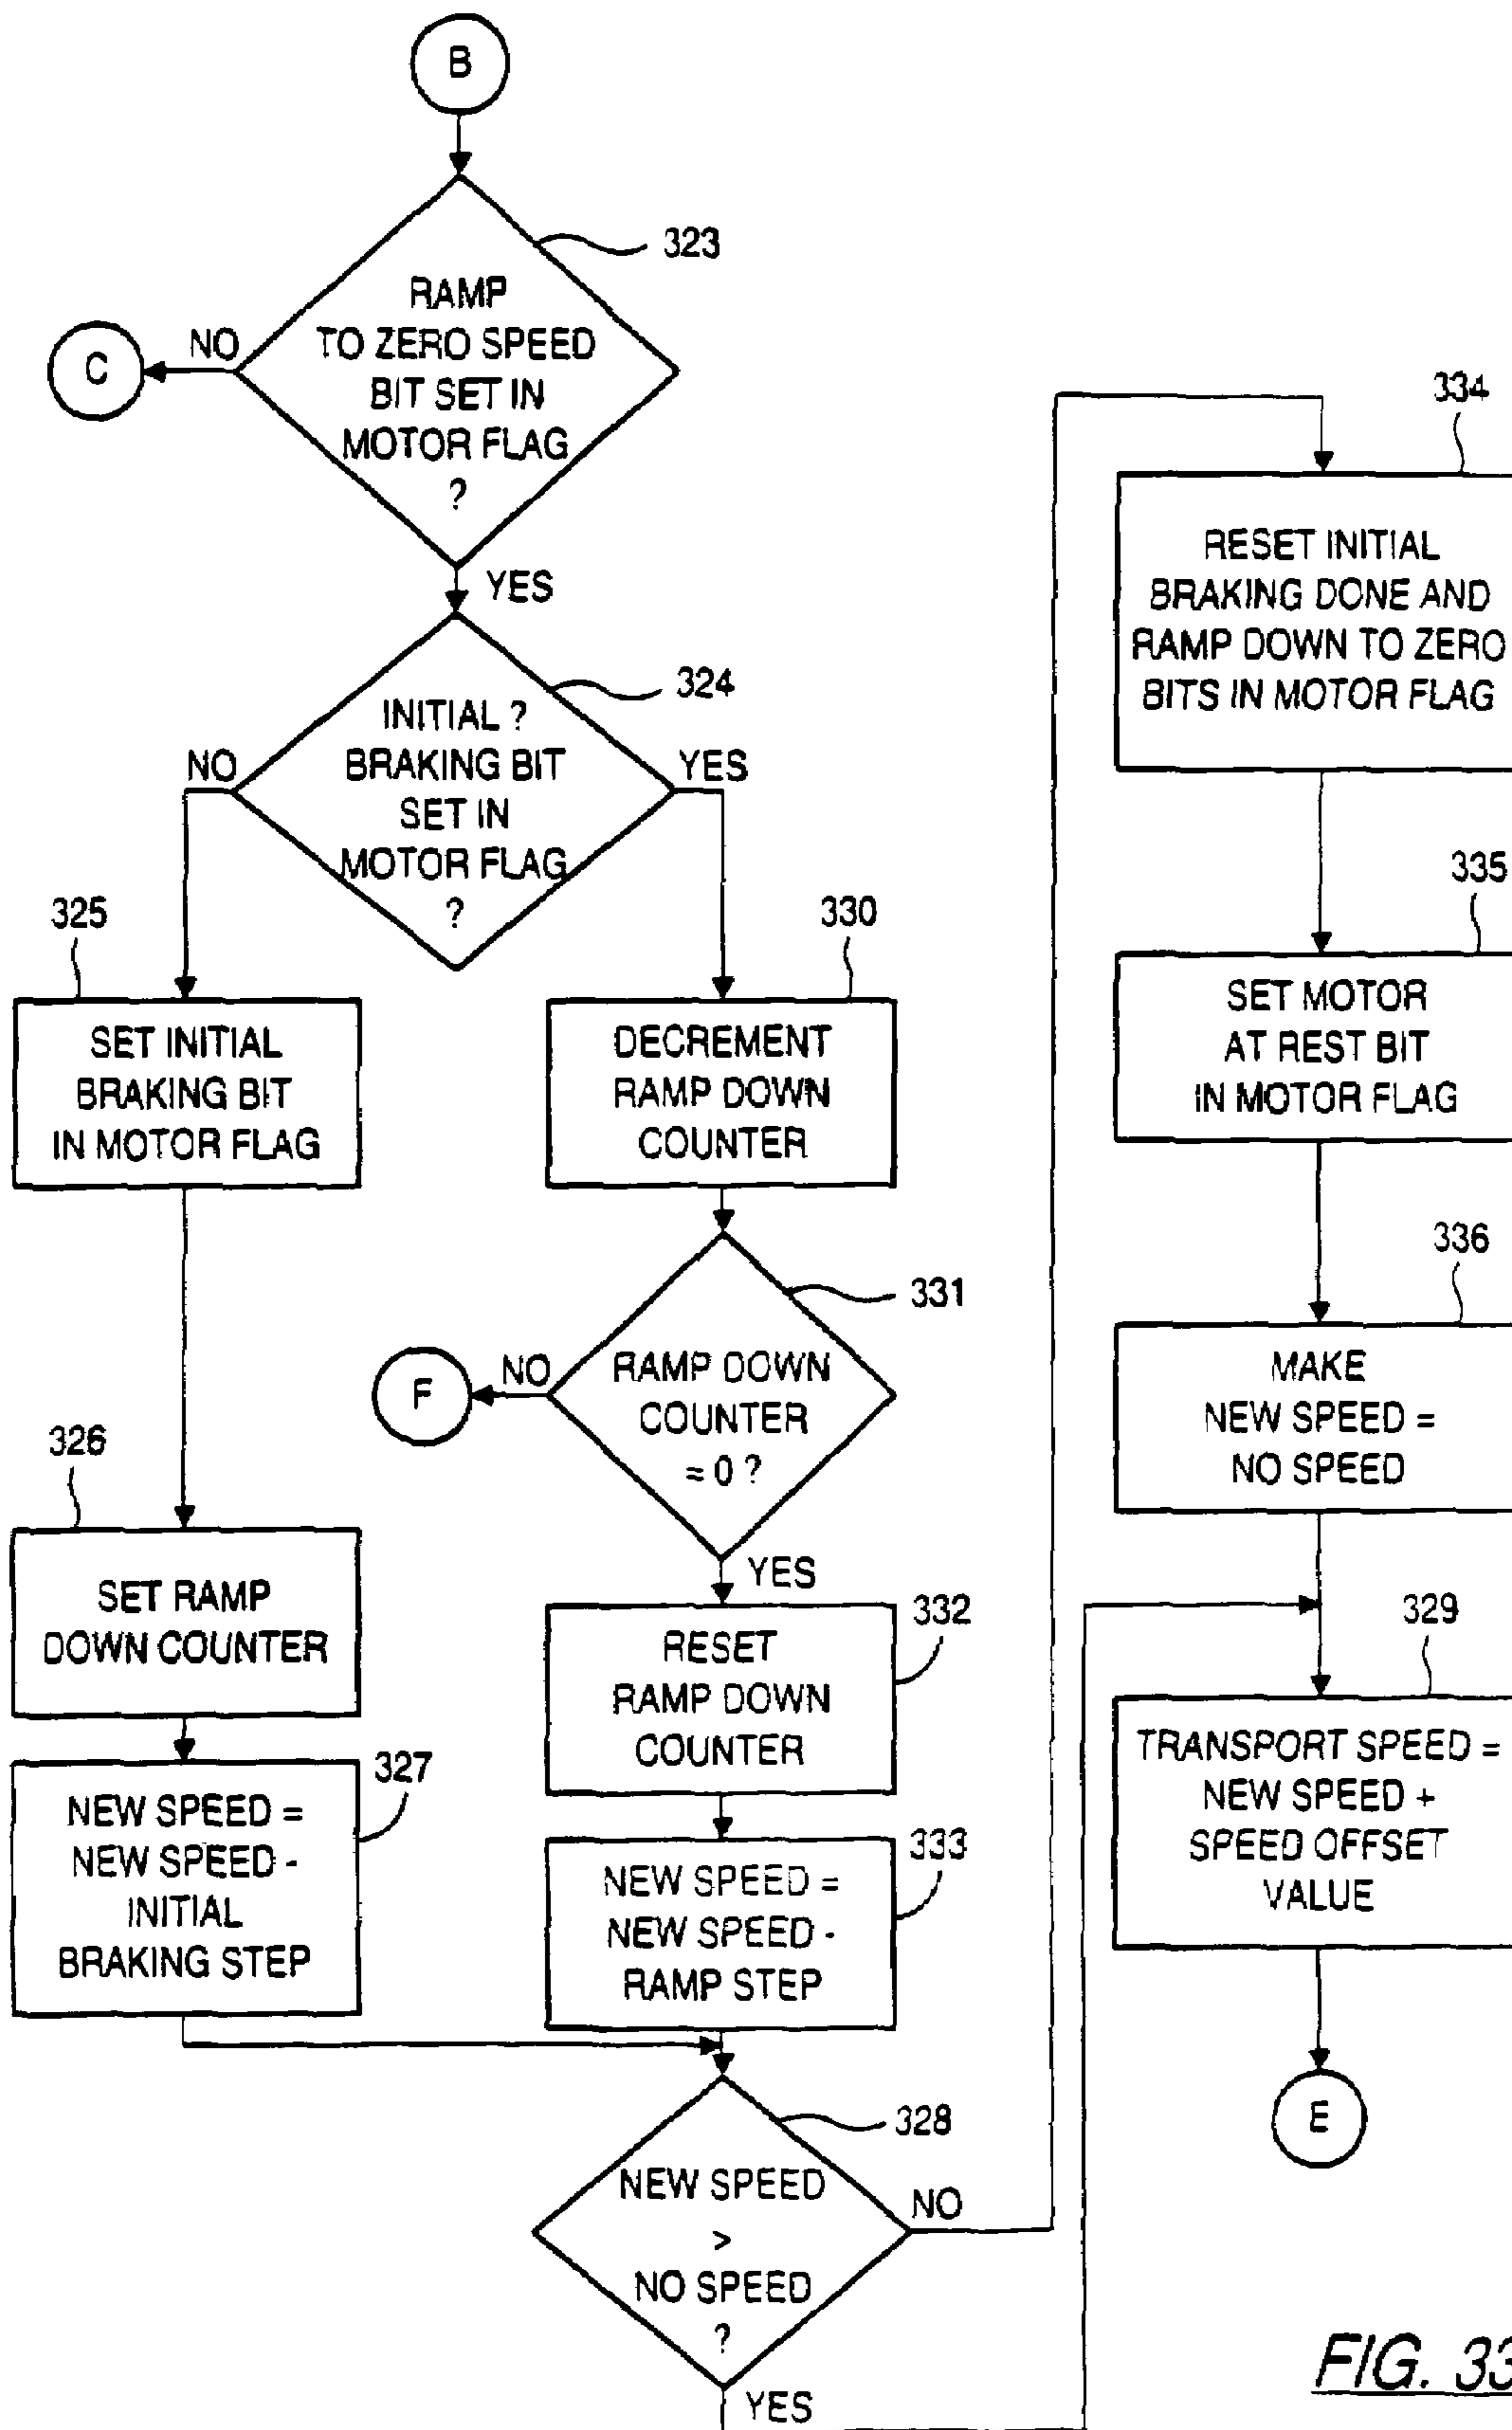 B
323
RAMP
TO ZERO SPEED
BIT SET IN
MOTOR FLAG
?
NO
C
YES
324
INITIAL ?
BRAKING BIT
SET IN
MOTOR FLAG
?
NO
YES
325
SET INITIAL
BRAKING BIT
IN MOTOR FLAG
330
DECREMENT
RAMP DOWN
COUNTER
331
RAMP DOWN
COUNTER
= 0 ?
NO
F
YES
326
SET RAMP
DOWN COUNTER
327
NEW SPEED =
NEW SPEED -
INITIAL
BRAKING STEP
332
RESET
RAMP DOWN
COUNTER
333
NEW SPEED =
NEW SPEED -
RAMP STEP
328
NEW SPEED
>
NO SPEED
?
NO
YES
334
RESET INITIAL
BRAKING DONE AND
RAMP DOWN TO ZERO
BITS IN MOTOR FLAG
335
SET MOTOR
AT REST BIT
IN MOTOR FLAG
336
MAKE
NEW SPEED =
NO SPEED
329
TRANSPORT SPEED =
NEW SPEED +
SPEED OFFSET
VALUE
E
FIG. 33